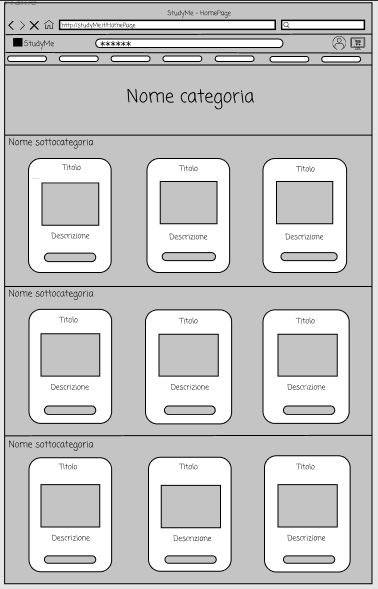 StudyMe - HomePage
http://studyMe.it#HomePage
StudyMe
******
Nome categoria
Nome sottocategoria
Titolo Titolo Titolo
Descrizione Descrizione Descrizione
Nome sottocategoria
Titolo Titolo Titolo
Descrizione Descrizione Descrizione
Nome sottocategoria
Titolo Titolo Titolo
Descrizione Descrizione Descrizione